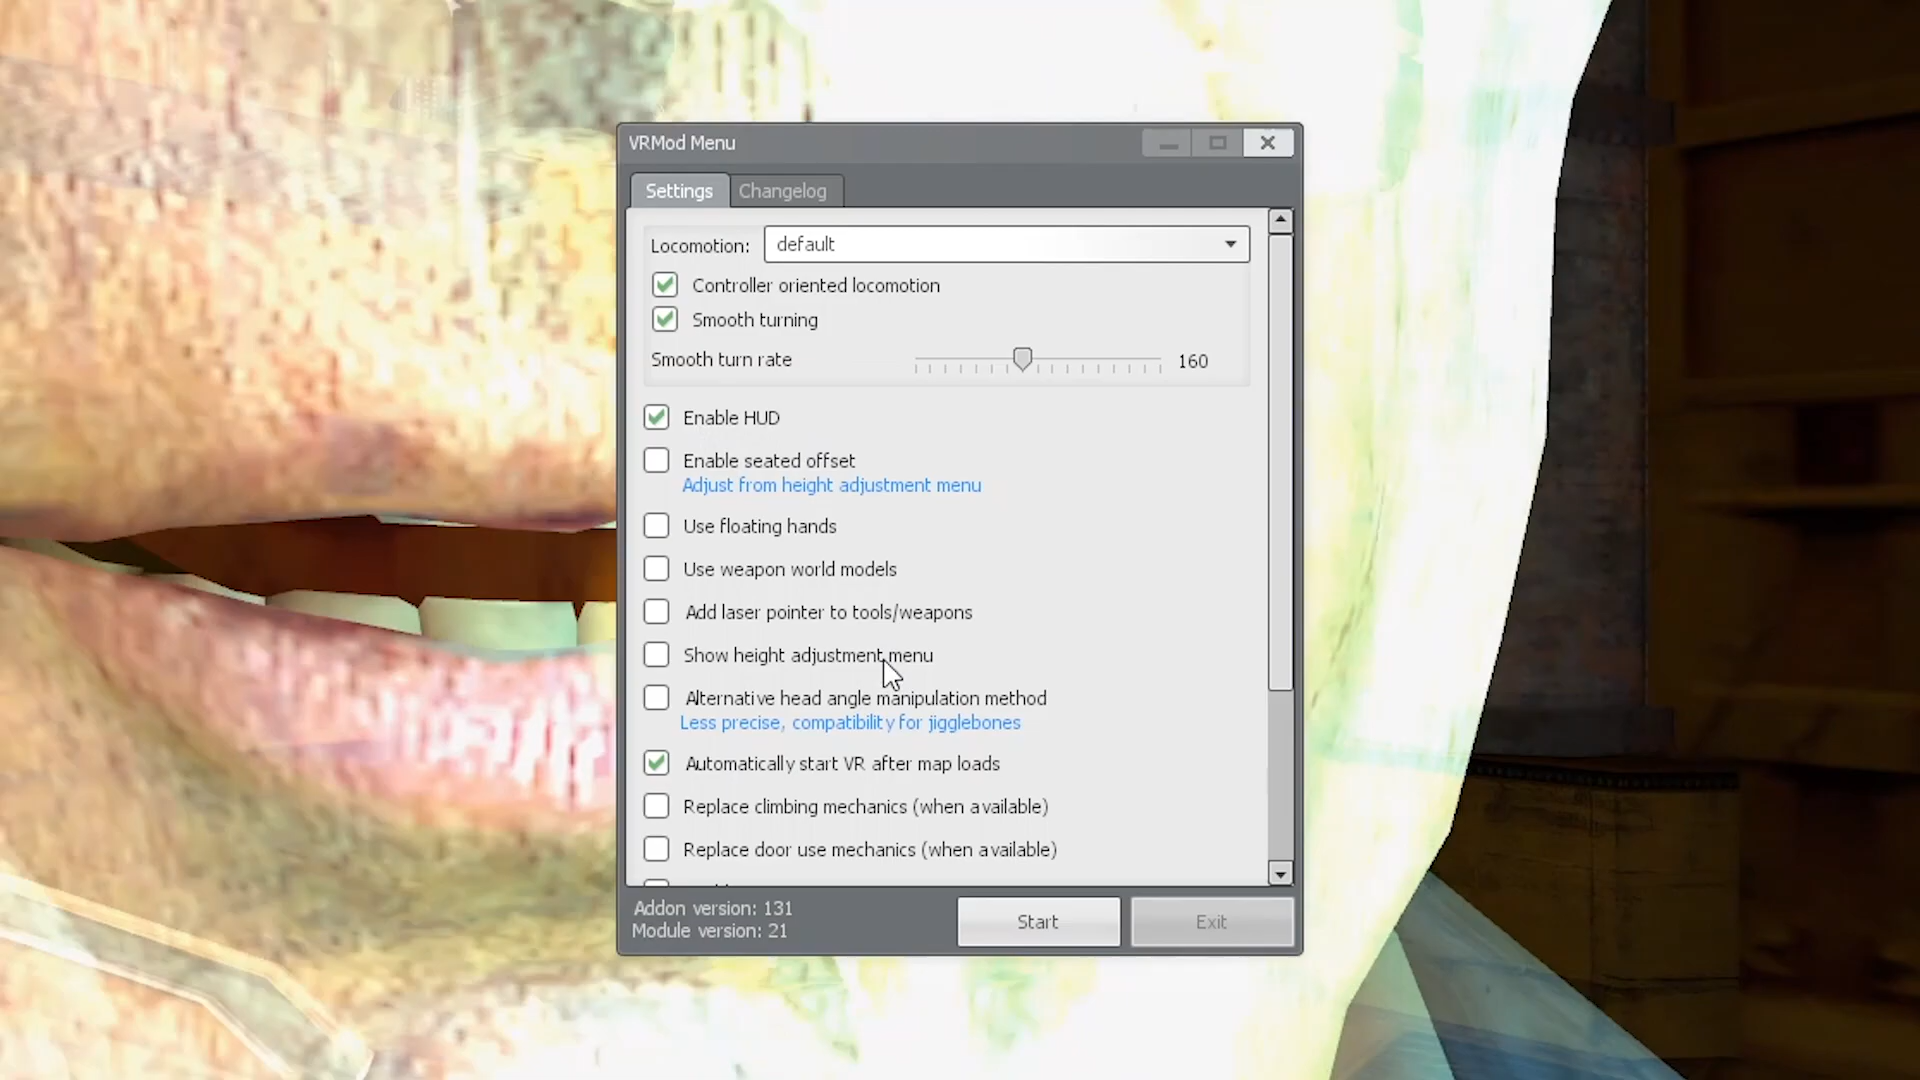 VRMod Menu
Settings Changelog
Locomotion: default
Controller oriented locomotion
Smooth turning
Smooth turn rate 160
Enable HUD
Enable seated offset
Adjust from height adjustment menu
Use floating hands
Use weapon world models
Add laser pointer to tools/weapons
Show height adjustment menu
Alternative head angle manipulation method
Less precise, compatibility for jigglebones
Automatically start VR after map loads
Replace climbing mechanics (when available)
Replace door use mechanics (when available)
Addon version: 131
Module version: 21
Start Exit